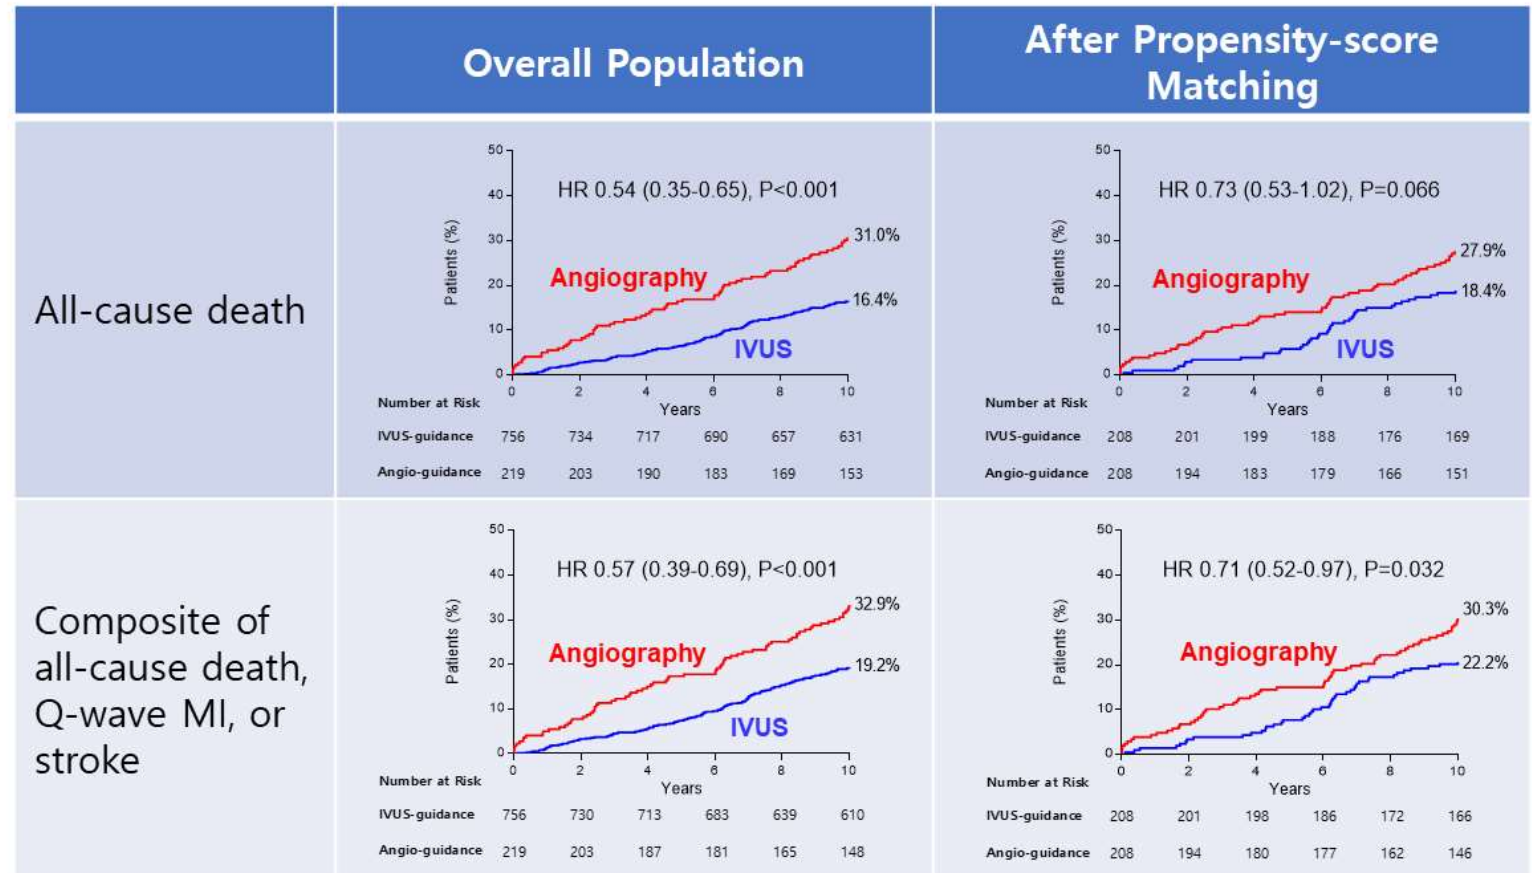 Overall Population
After Propensity-score
Matching
All-cause death
50
40
30
20
10
0
Patients (%)
HR 0.54 (0.35-0.65), P<0.001
31.0%
Angiography
16.4%
IVUS
0 2 4 6 8 10
Years
Number at Risk
IVUS-guidance 756 734 717 690 657 631
Angio-guidance 219 203 190 183 169 153
50
40
30
20
10
0
Patients (%)
HR 0.73 (0.53-1.02), P=0.066
27.9%
Angiography
18.4%
IVUS
0 2 4 6 8 10
Years
Number at Risk
IVUS-guidance 208 201 199 188 176 169
Angio-guidance 208 194 183 179 166 151
Composite of
all-cause death,
Q-wave MI, or
stroke
50
40
30
20
10
0
Patients (%)
HR 0.57 (0.39-0.69), P<0.001
32.9%
Angiography
19.2%
IVUS
0 2 4 6 8 10
Years
Number at Risk
IVUS-guidance 756 730 713 683 639 610
Angio-guidance 219 203 187 181 165 148
50
40
30
20
10
0
Patients (%)
HR 0.71 (0.52-0.97), P=0.032
30.3%
Angiography
22.2%
0 2 4 6 8 10
Years
Number at Risk
IVUS-guidance 208 201 198 186 172 166
Angio-guidance 208 194 180 177 162 146